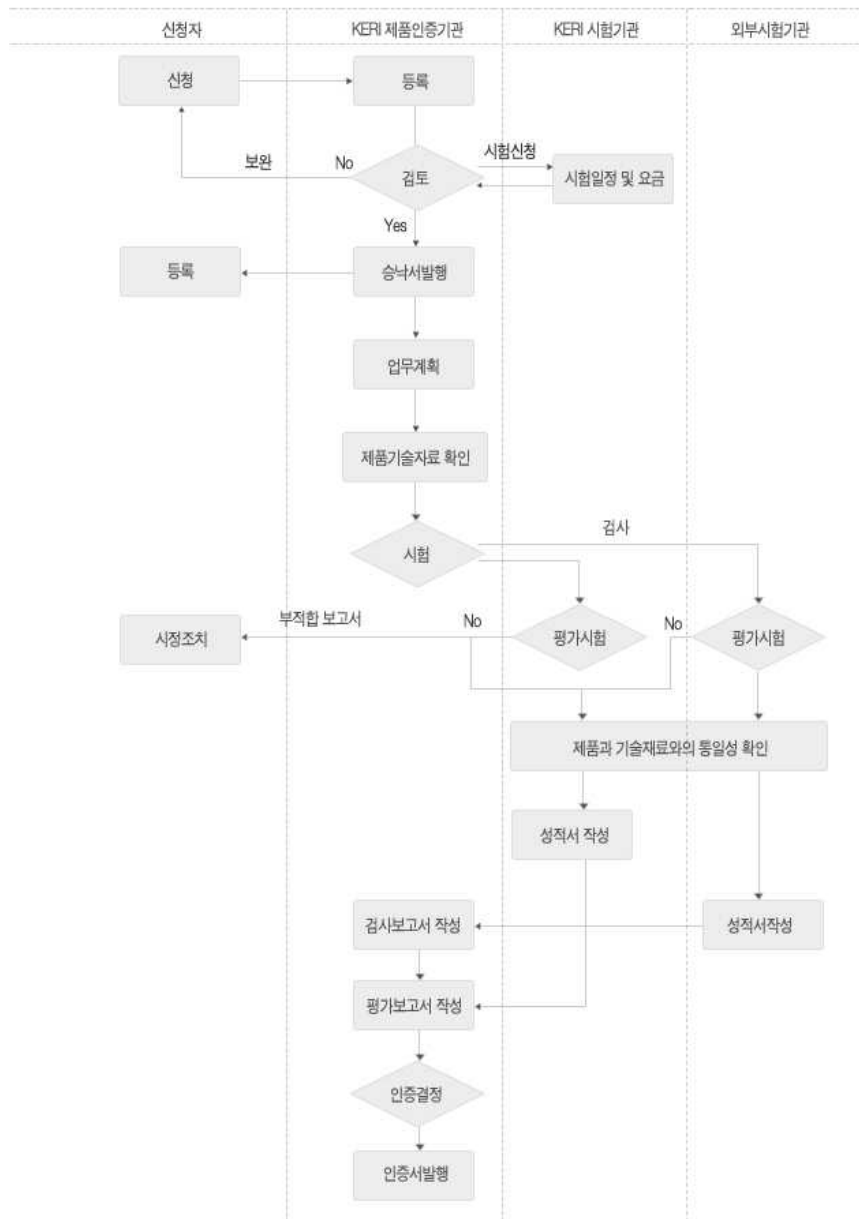 신청자 KERI 제품인증기관 KERI 시험기관 외부시험기관
신청 등록
시험신청
보완 No
검토 시험일정 및 요금
Yes
등록 승낙서발행
업무계획
제품기술자료 확인
검사
시험
부적합 보고서 No No
시정조치 평가시험 평가시험
제품과 기술재료와의 통일성 확인
성적서 작성
검사보고서 작성 성적서작성
평가보고서 작성
인증결정
인증서발행